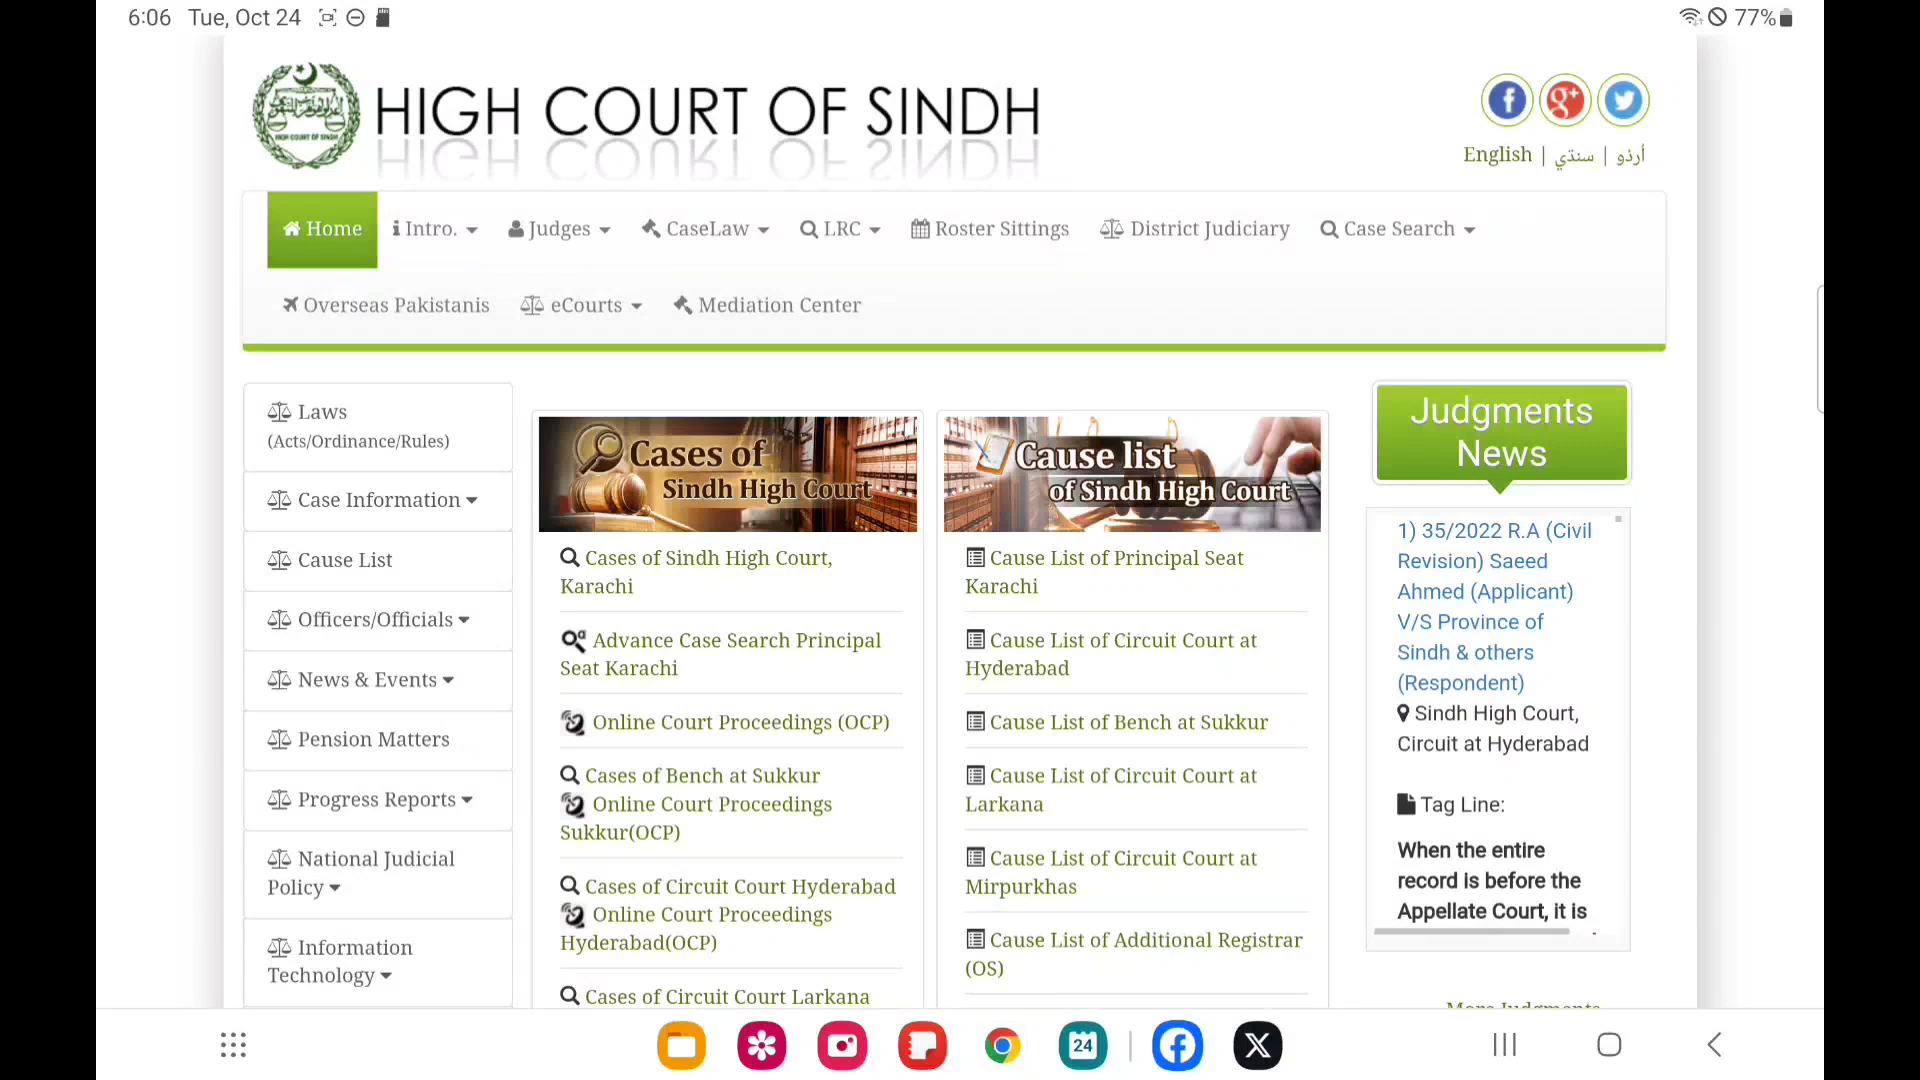 6:06 Tue, Oct 24
77%
HIGH COURT OF SINDH
HIGH COURT OF SINDH
English | سنڌي | أردو
Home Intro. Judges CaseLaw LRC Roster Sittings District Judiciary Case Search
Overseas Pakistanis eCourts Mediation Center
Laws
(Acts/Ordinance/Rules)
Case Information
Cause List
Officers/Officials
News & Events
Pension Matters
Progress Reports
National Judicial
Policy
Information
Technology
Cases of
Sindh High Court
Cases of Sindh High Court,
Karachi
Advance Case Search Principal
Seat Karachi
Online Court Proceedings (OCP)
Cases of Bench at Sukkur
Online Court Proceedings
Sukkur(OCP)
Cases of Circuit Court Hyderabad
Online Court Proceedings
Hyderabad(OCP)
Cases of Circuit Court Larkana
Cause list
of Sindh High Court
Cause List of Principal Seat
Karachi
Cause List of Circuit Court at
Hyderabad
Cause List of Bench at Sukkur
Cause List of Circuit Court at
Larkana
Cause List of Circuit Court at
Mirpurkhas
Cause List of Additional Registrar
(OS)
Judgments
News
1) 35/2022 R.A (Civil
Revision) Saeed
Ahmed (Applicant)
V/S Province of
Sindh & others
(Respondent)
Sindh High Court,
Circuit at Hyderabad
Tag Line:
When the entire
record is before the
Appellate Court, it is
More Judgments
24